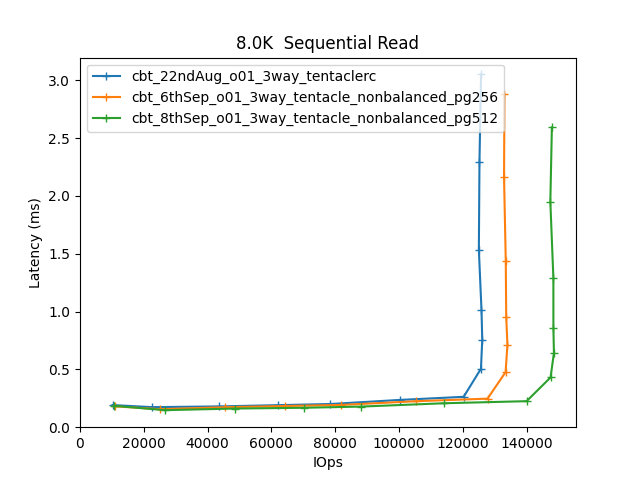 8.0K  Sequential Read
cbt_22ndAug_o01_3way_tentaclerc
cbt_6thSep_o01_3way_tentacle_nonbalanced_pg256
cbt_8thSep_o01_3way_tentacle_nonbalanced_pg512
Latency (ms)
3.0
2.5
2.0
1.5
1.0
0.5
0.0
0 20000 40000 60000 80000 100000 120000 140000
IOps